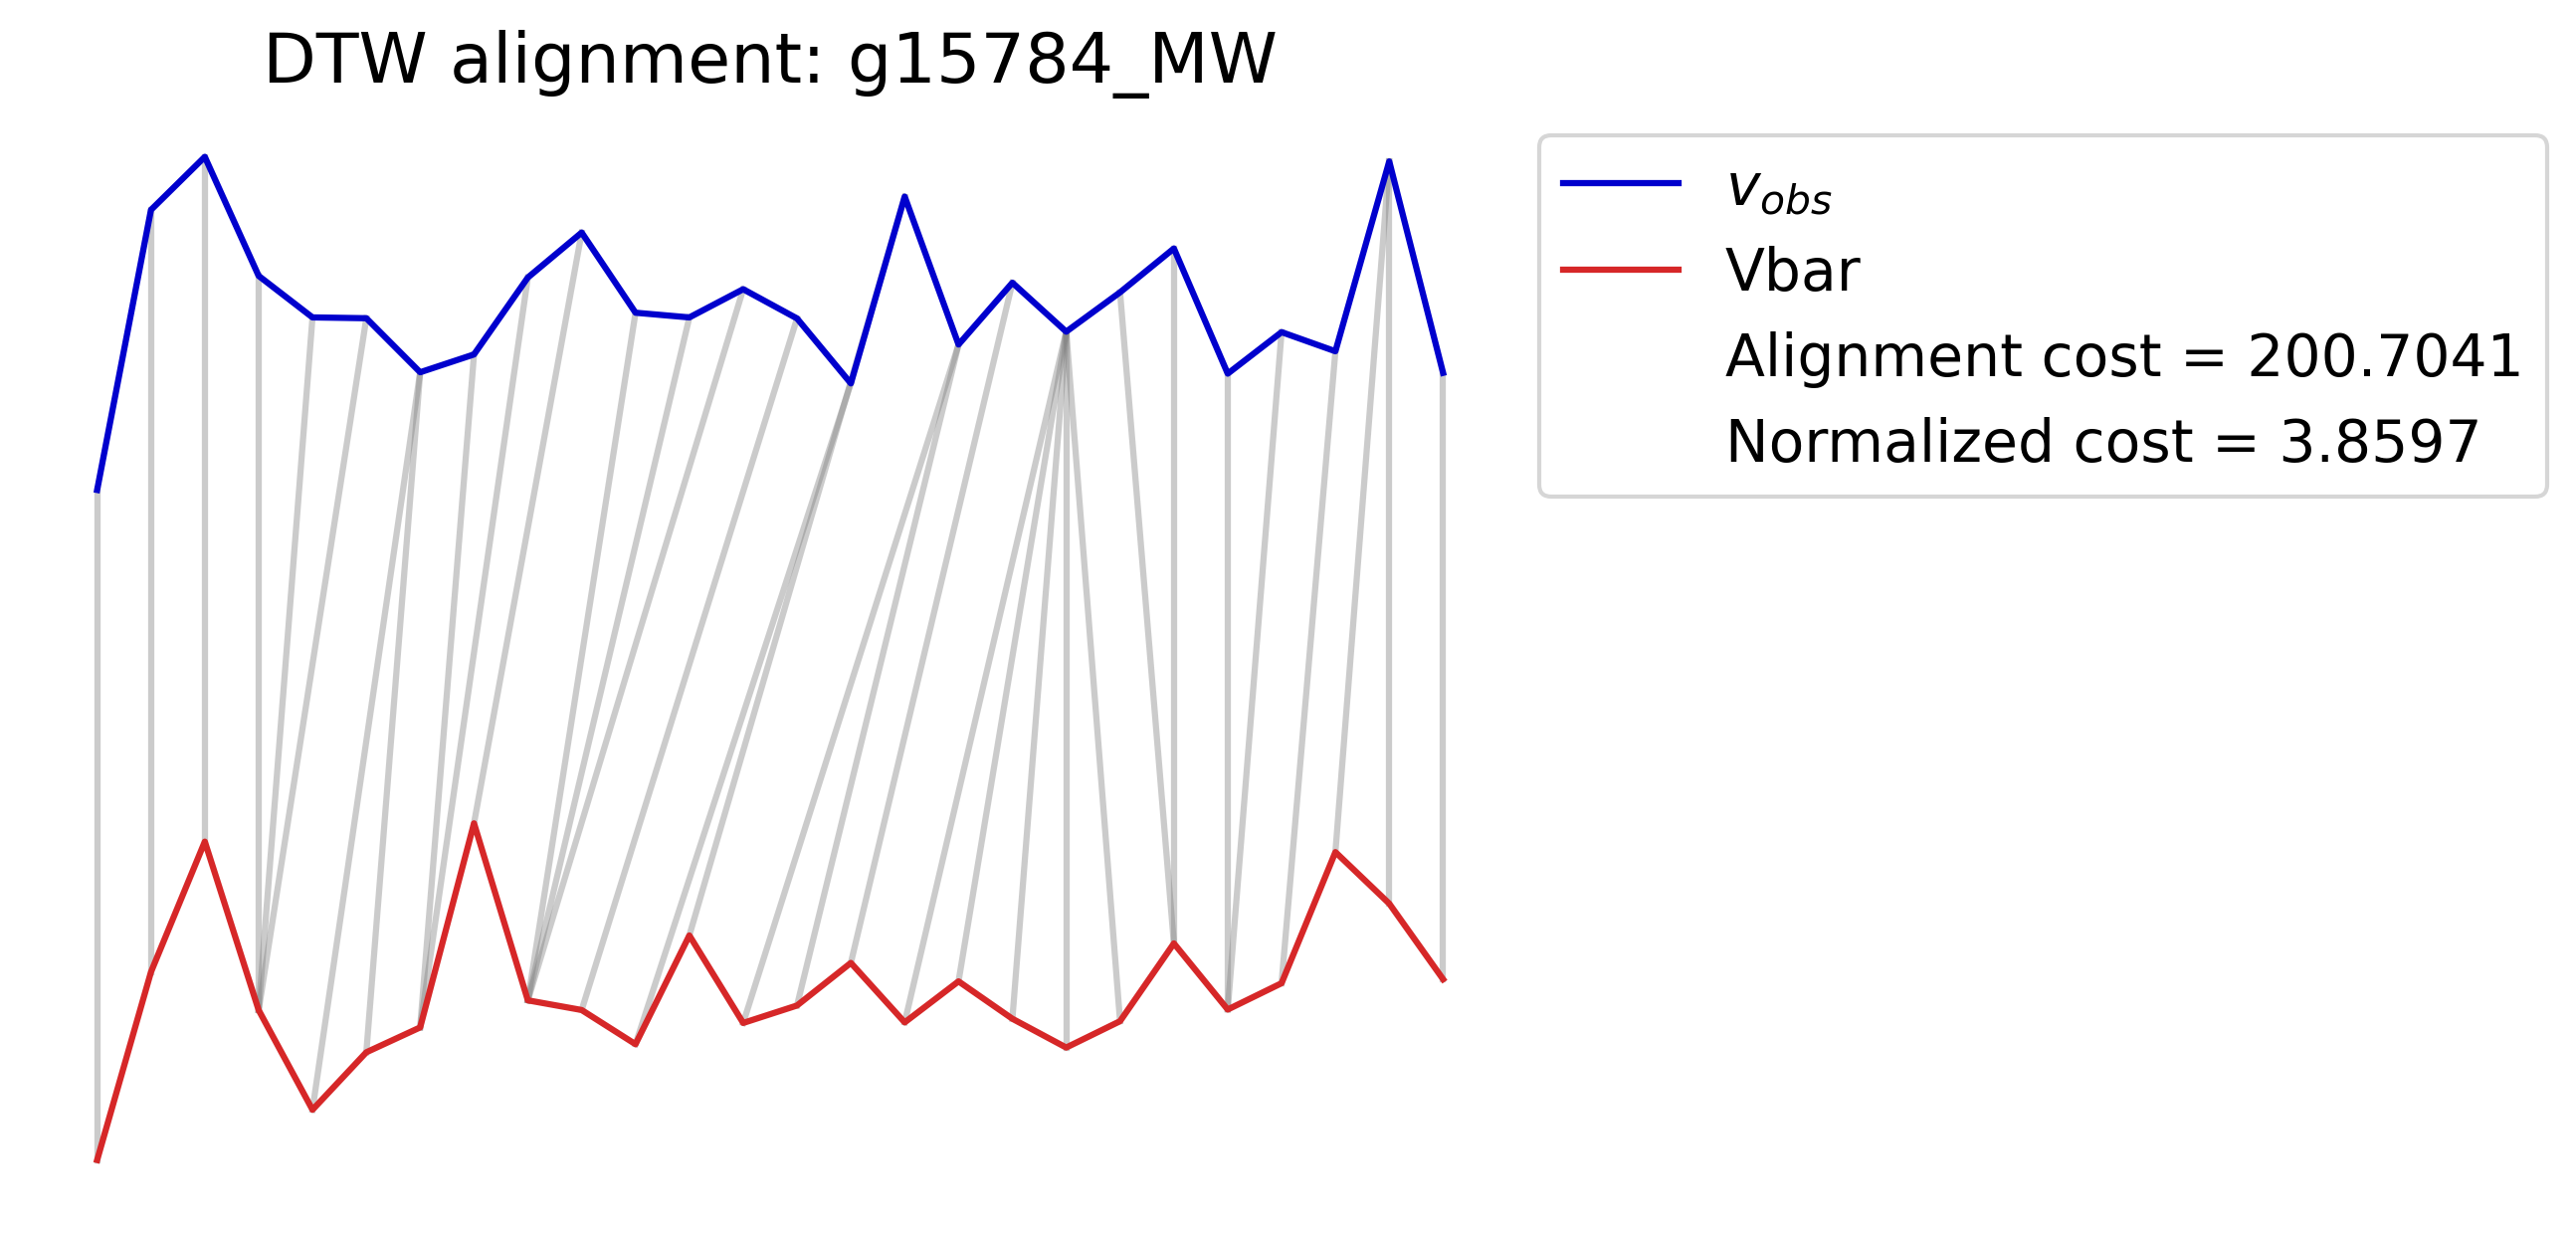 DTW alignment: g15784_MW
v_obs
Vbar
Alignment cost = 200.7041
Normalized cost = 3.8597